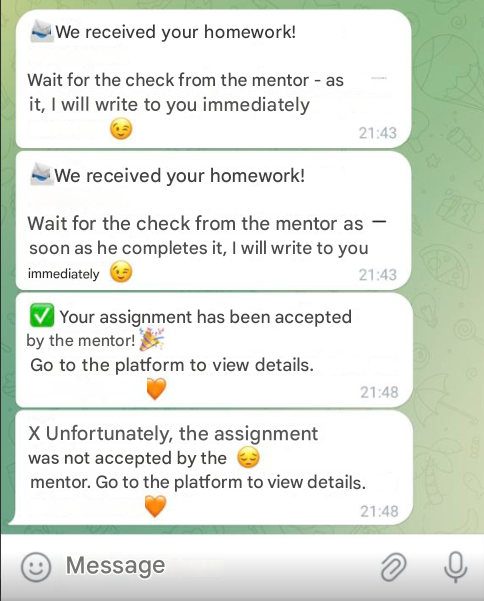 We received your homework!
Wait for the check from the mentor - as
it, I will write to you immediately
21:43
We received your homework!
Wait for the check from the mentor as —
soon as he completes it, I will write to you
immediately
21:43
Your assignment has been accepted
by the mentor!
Go to the platform to view details.
21:48
X Unfortunately, the assignment
was not accepted by the
mentor. Go to the platform to view details.
21:48
Message